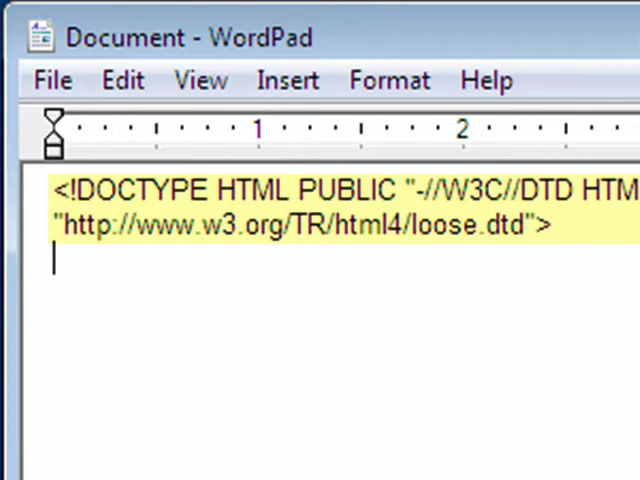 Document - WordPad
File Edit View Insert Format Help
1 2
<!DOCTYPE HTML PUBLIC "-//W3C//DTD HTM
"http://www.w3.org/TR/html4/loose.dtd">